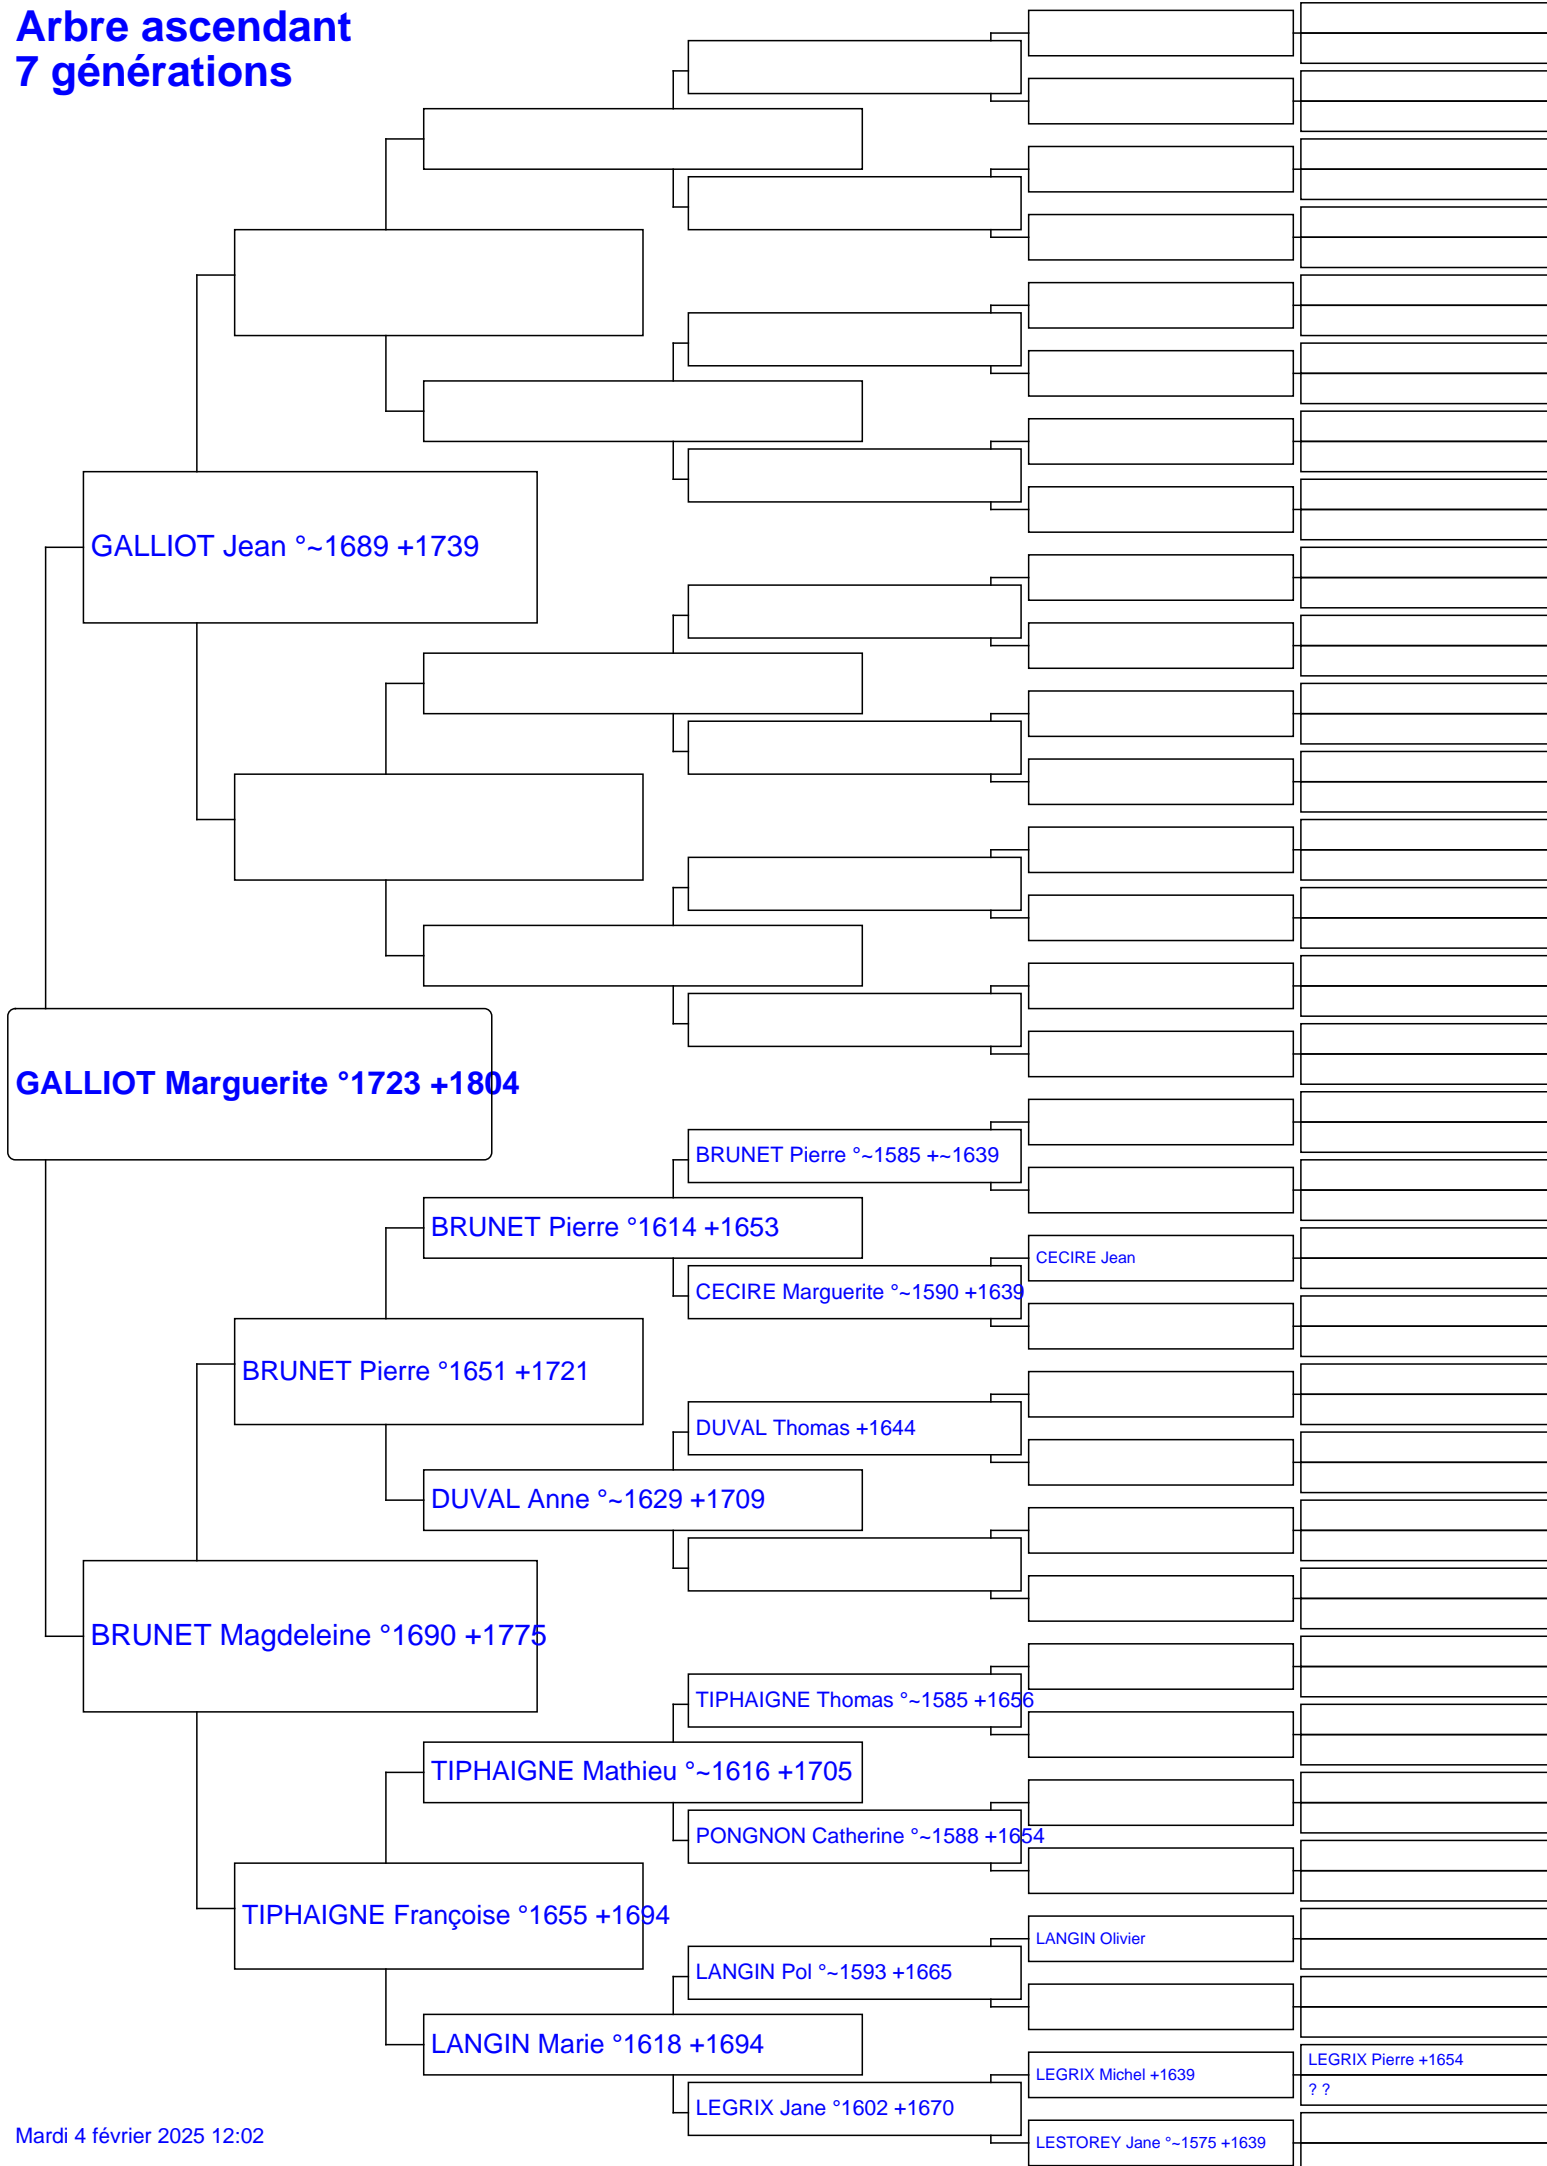 Arbre ascendant
7 générations
GALLIOT Jean °~1689 +1739
GALLIOT Marguerite °1723 +1804
BRUNET Pierre °~1585 +~1639
BRUNET Pierre °1614 +1653
CECIRE Jean
CECIRE Marguerite °~1590 +1639
BRUNET Pierre °1651 +1721
DUVAL Thomas +1644
DUVAL Anne °~1629 +1709
BRUNET Magdeleine °1690 +1775
TIPHAIGNE Thomas °~1585 +1656
TIPHAIGNE Mathieu °~1616 +1705
PONGNON Catherine °~1588 +1654
TIPHAIGNE Françoise °1655 +1694
LANGIN Olivier
LANGIN Pol °~1593 +1665
LANGIN Marie °1618 +1694
LEGRIX Pierre +1654
LEGRIX Michel +1639
? ?
LEGRIX Jane °1602 +1670
LESTOREY Jane °~1575 +1639
Mardi 4 février 2025 12:02